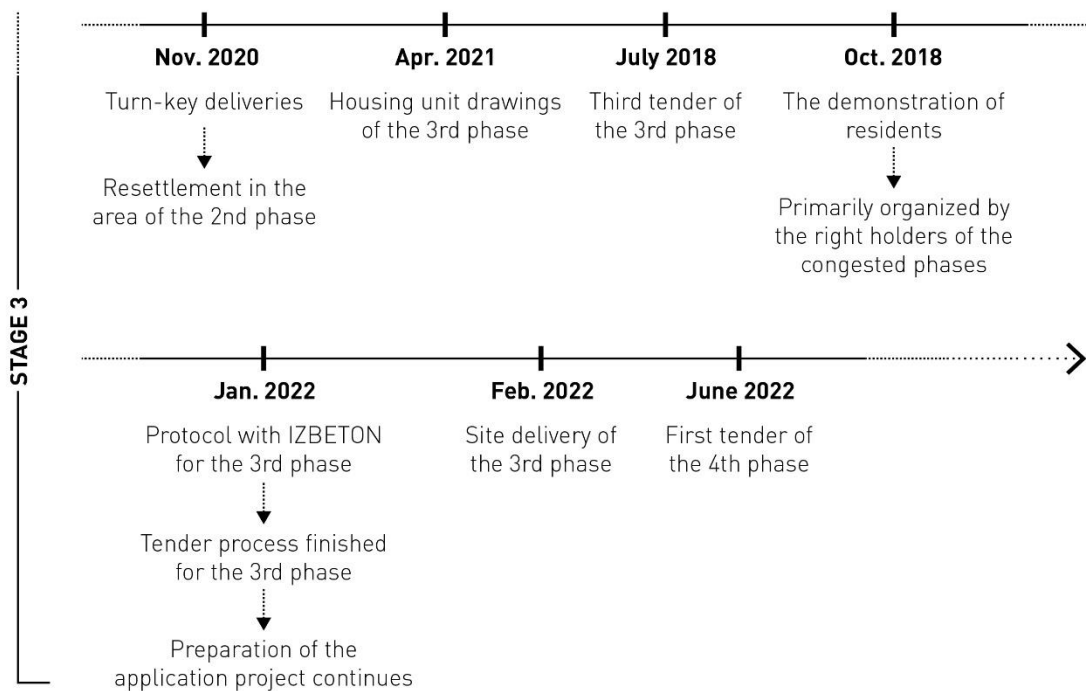 STAGE 3
Nov. 2020
Turn-key deliveries
Resettlement in the
area of the 2nd phase
Apr. 2021
Housing unit drawings
of the 3rd phase
July 2018
Third tender of
the 3rd phase
Oct. 2018
The demonstration of
residents
Primarily organized by
the right holders of the
congested phases
Jan. 2022
Protocol with IZBETON
for the 3rd phase
Tender process finished
for the 3rd phase
Preparation of the
application project continues
Feb. 2022
Site delivery of
the 3rd phase
June 2022
First tender of
the 4th phase